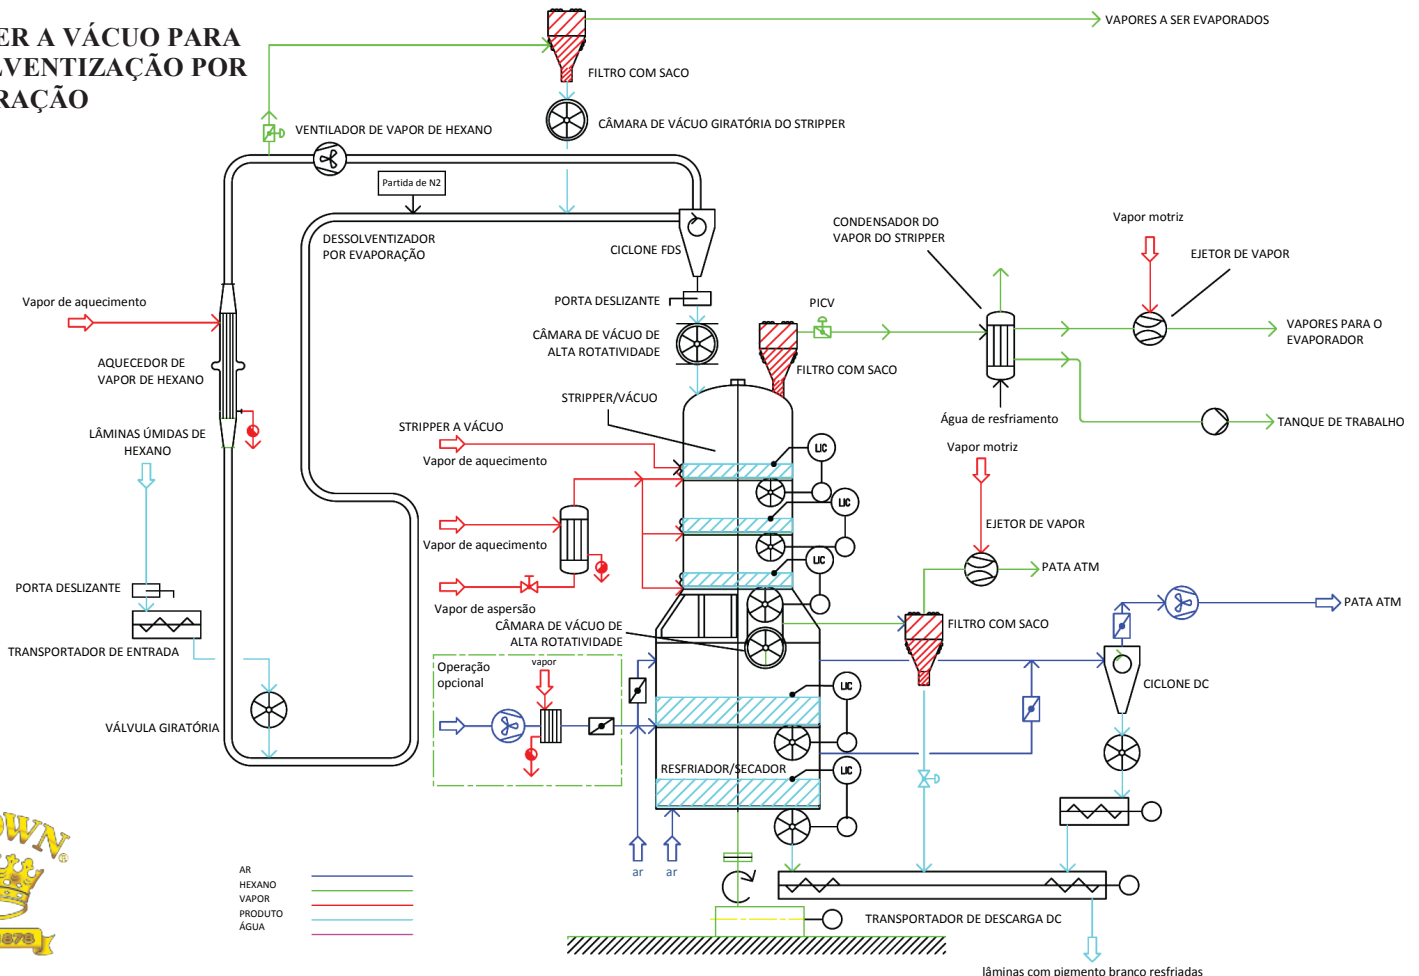 ER A VÁCUO PARA
LVENTIZAÇÃO POR
RAÇÃO
VAPORES A SER EVAPORADOS
FILTRO COM SACO
CÂMARA DE VÁCUO GIRATÓRIA DO STRIPPER
VENTILADOR DE VAPOR DE HEXANO
Partida de N2
DESSOLVENTIZADOR
POR EVAPORAÇÃO
CICLONE FDS
CONDENSADOR DO
VAPOR DO STRIPPER
Vapor motriz
EJETOR DE VAPOR
Vapor de aquecimento
PORTA DESLIZANTE
PICV
VAPORES PARA O
EVAPORADOR
CÂMARA DE VÁCUO DE
ALTA ROTATIVIDADE
AQUECEDOR DE
VAPOR DE HEXANO
FILTRO COM SACO
STRIPPER/VÁCUO
Água de resfriamento
TANQUE DE TRABALHO
LÂMINAS ÚMIDAS DE
HEXANO
STRIPPER A VÁCUO
Vapor de aquecimento
LIC
Vapor motriz
LIC
EJETOR DE VAPOR
Vapor de aquecimento
LIC
PATA ATM
PORTA DESLIZANTE
Vapor de aspersão
PATA ATM
CÂMARA DE VÁCUO DE
ALTA ROTATIVIDADE
FILTRO COM SACO
TRANSPORTADOR DE ENTRADA
Operação
opcional
vapor
LIC
CICLONE DC
VÁLVULA GIRATÓRIA
RESFRIADOR/SECADOR
LIC
OWN®
1878
AR
HEXANO
VAPOR
PRODUTO
ÁGUA
ar
ar
TRANSPORTADOR DE DESCARGA DC
lâminas com pigmento branco resfriadas